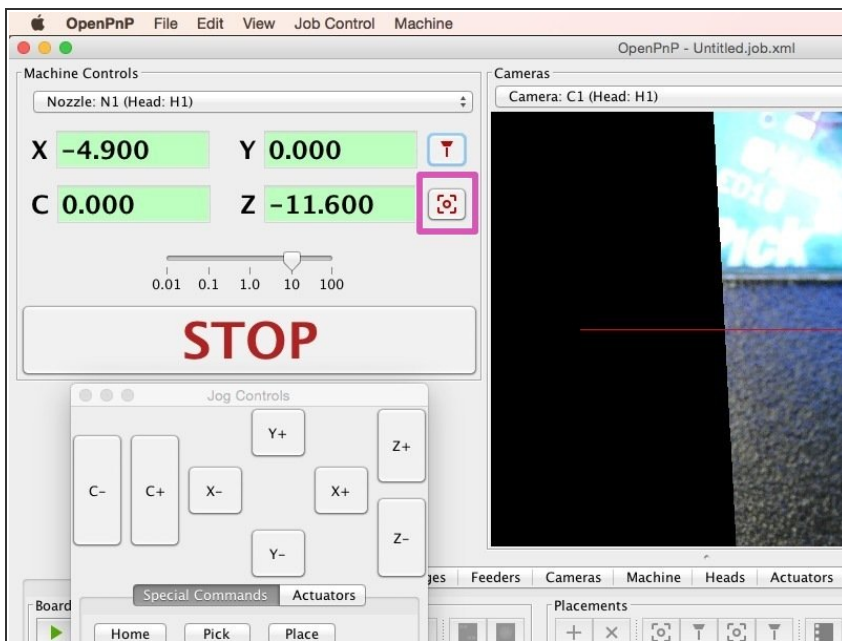 OpenPnP File Edit View Job Control Machine
OpenPnP - Untitled.job.xml
Machine Controls
Nozzle: N1 (Head: H1)
X -4.900 Y 0.000
C 0.000 Z -11.600
0.01 0.1 1.0 10 100
STOP
Cameras
Camera: C1 (Head: H1)
ick
Jog Controls
Y+
Z+
C- C+ X- X+
Y- Z-
Special Commands Actuators
Home Pick Place
ges Feeders Cameras Machine Heads Actuators
Board
Placements